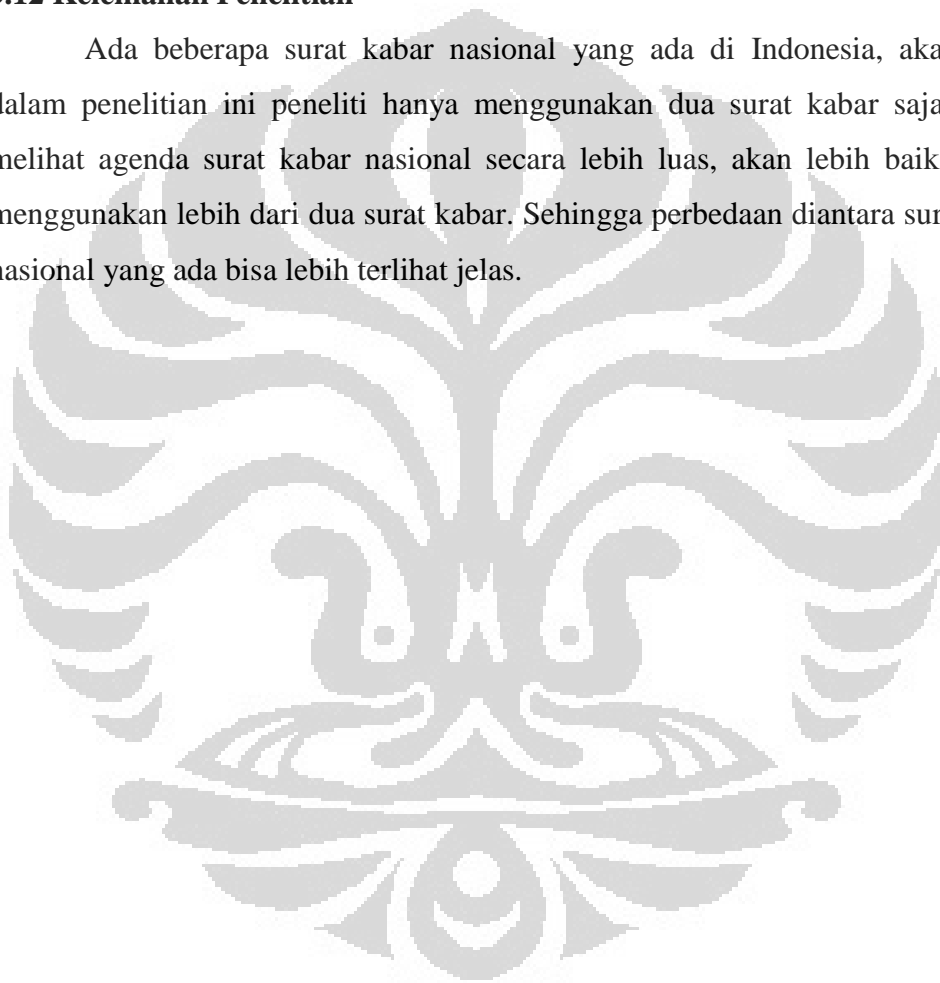 .12 Kelemahan Penelitian
Ada beberapa surat kabar nasional yang ada di Indonesia, aka
dalam penelitian ini peneliti hanya menggunakan dua surat kabar saja
melihat agenda surat kabar nasional secara lebih luas, akan lebih baik
menggunakan lebih dari dua surat kabar. Sehingga perbedaan diantara sur
nasional yang ada bisa lebih terlihat jelas.